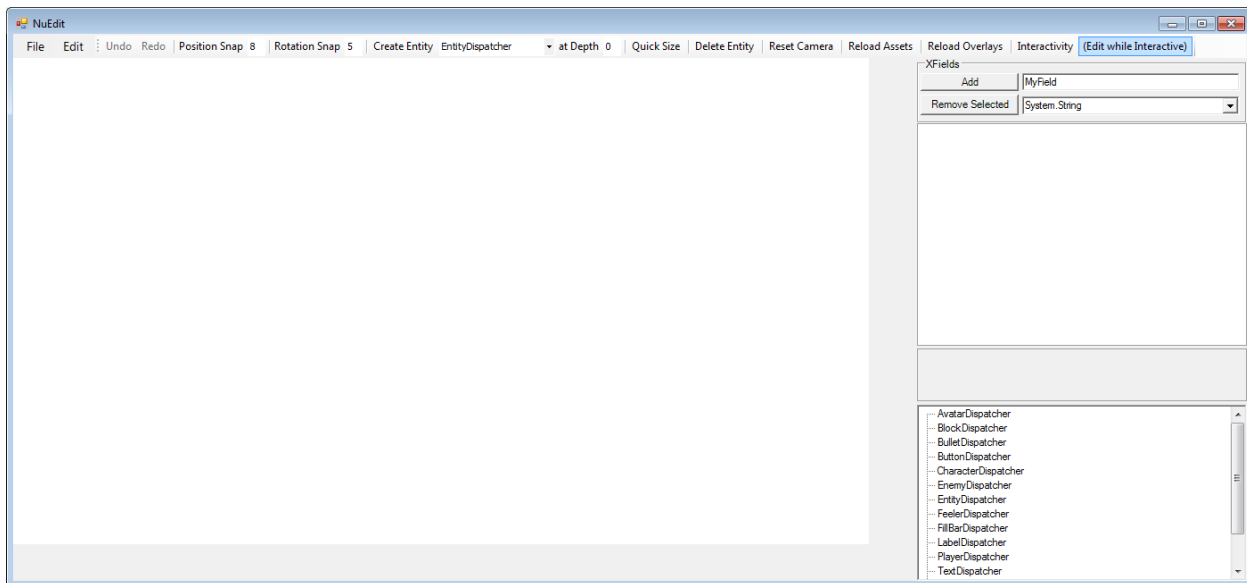 NuEdit
File Edit Undo Redo Position Snap 8 Rotation Snap 5 Create Entity EntityDispatcher at Depth 0 Quick Size Delete Entity Reset Camera Reload Assets Reload Overlays Interactivity (Edit while Interactive)
XFields
Add MyField
Remove Selected System.String
AvatarDispatcher
BlockDispatcher
BulletDispatcher
ButtonDispatcher
CharacterDispatcher
EnemyDispatcher
EntityDispatcher
FeelerDispatcher
FillBarDispatcher
LabelDispatcher
PlayerDispatcher
TextDispatcher